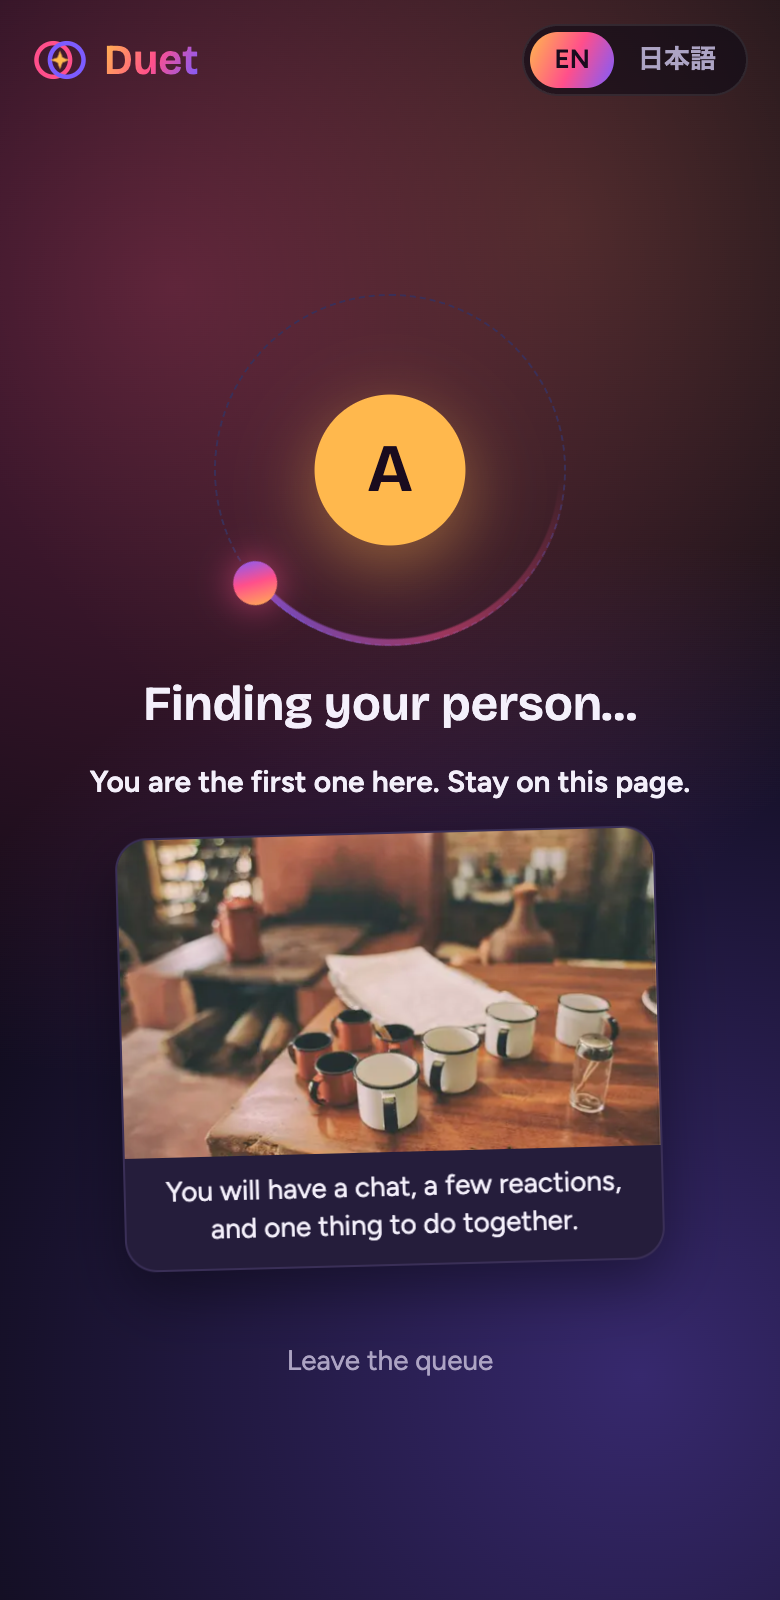 Duet
EN
日本語
A
Finding your person...
You are the first one here. Stay on this page.
You will have a chat, a few reactions,
and one thing to do together.
Leave the queue